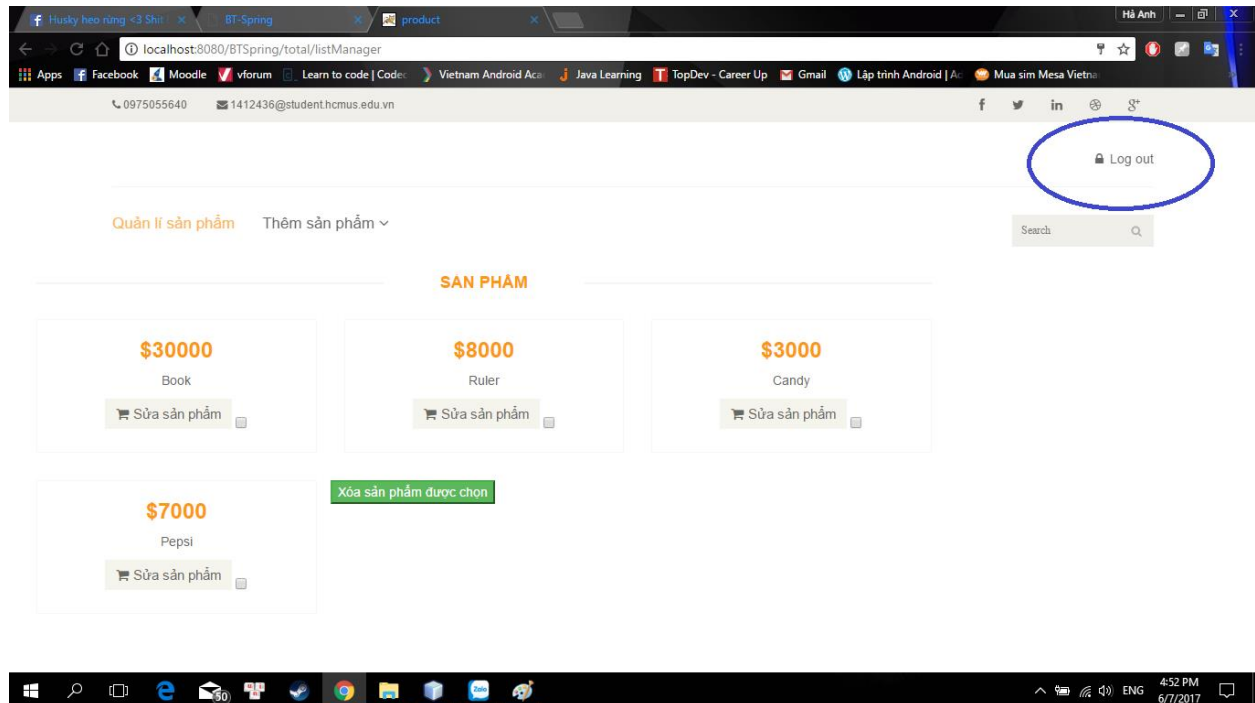 Husky heo rừng <3 Shit
BT-Spring
product
Hà Anh
localhost:8080/BTSpring/total/listManager
Apps
Facebook
Moodle
vforum
Learn to code | Codec
Vietnam Android Aca
Java Learning
TopDev - Career Up
Gmail
Lập trình Android | Ac
Mua sim Mesa Vietna
0975055640
1412436@student.hcmus.edu.vn
Log out
Quản lí sản phẩm
Thêm sản phẩm
Search
SẢN PHẨM
$30000
$8000
$3000
Book
Ruler
Candy
Sửa sản phẩm
Sửa sản phẩm
Sửa sản phẩm
$7000
Xóa sản phẩm được chọn
Pepsi
Sửa sản phẩm
50
Zalo
ENG
4:52 PM
6/7/2017